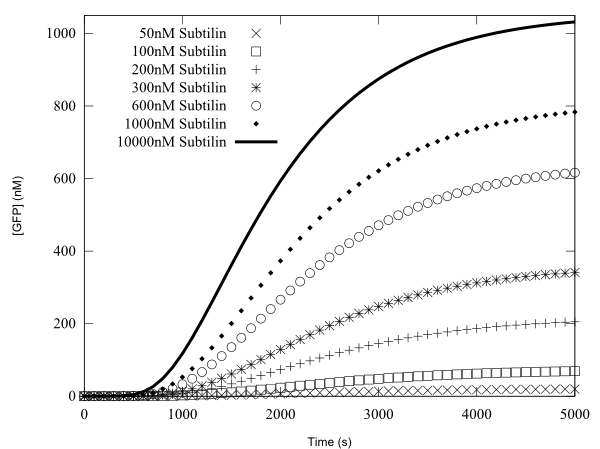 1000
800
600
400
200
0
[GFP] (nM)
50nM Subtilin
100nM Subtilin
200nM Subtilin
300nM Subtilin
600nM Subtilin
1000nM Subtilin
10000nM Subtilin
0 1000 2000 3000 4000 5000
Time (s)